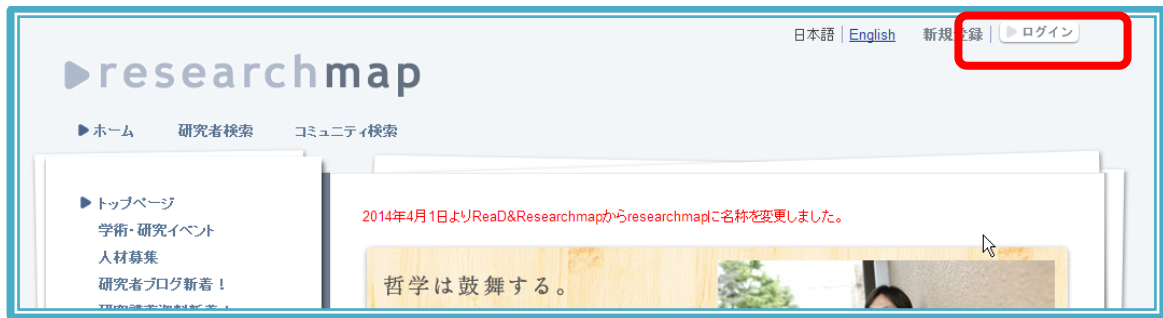 日本語 | English 新規登録 | ログイン
researchmap
ホーム 研究者検索 コミュニティ検索
トップページ
学術・研究イベント
人材募集
研究者ブログ新着!
2014年4月1日よりReaD&Researchmapからresearchmapに名称を変更しました。
哲学は鼓舞する。